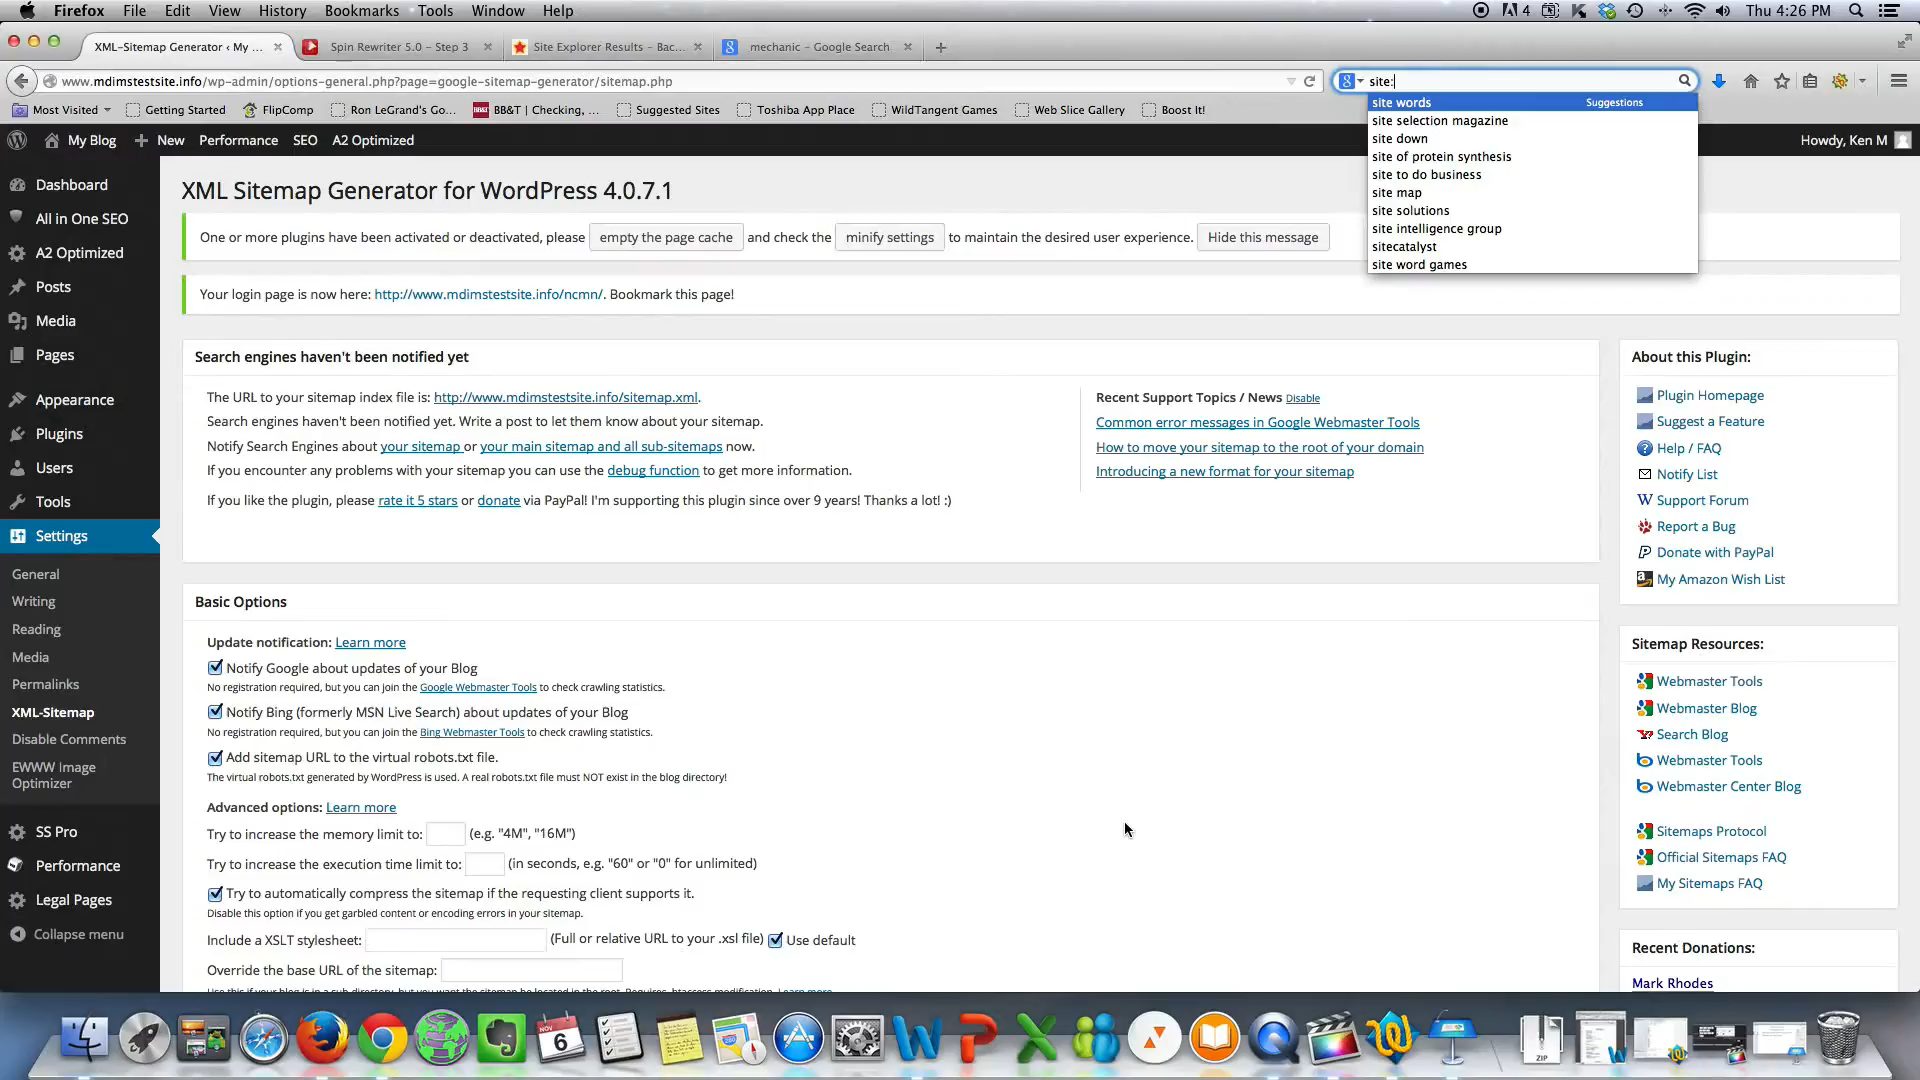 Firefox File Edit View History Bookmarks Tools Window Help
4 Thu 4:26 PM
XML-Sitemap Generator ‹ My ...
Spin Rewriter 5.0 – Step 3
Site Explorer Results – Bac...
mechanic – Google Search
www.mdimstestsite.info/wp-admin/options-general.php?page=google-sitemap-generator/sitemap.php
site:
Most Visited Getting Started FlipComp Ron LeGrand's Go... BB&T | Checking, ... Suggested Sites Toshiba App Place WildTangent Games Web Slice Gallery Boost It!
site words Suggestions
site selection magazine
site down
site of protein synthesis
site to do business
site map
site solutions
site intelligence group
sitecatalyst
site word games
My Blog New Performance SEO A2 Optimized
Howdy, Ken M
Dashboard
All in One SEO
A2 Optimized
Posts
Media
Pages
Appearance
Plugins
Users
Tools
Settings
General
Writing
Reading
Media
Permalinks
XML-Sitemap
Disable Comments
EWWW Image
Optimizer
SS Pro
Performance
Legal Pages
Collapse menu
XML Sitemap Generator for WordPress 4.0.7.1
One or more plugins have been activated or deactivated, please empty the page cache and check the minify settings to maintain the desired user experience. Hide this message
Your login page is now here: http://www.mdimstestsite.info/ncmn/. Bookmark this page!
Search engines haven't been notified yet
The URL to your sitemap index file is: http://www.mdimstestsite.info/sitemap.xml.
Search engines haven't been notified yet. Write a post to let them know about your sitemap.
Notify Search Engines about your sitemap or your main sitemap and all sub-sitemaps now.
If you encounter any problems with your sitemap you can use the debug function to get more information.
If you like the plugin, please rate it 5 stars or donate via PayPal! I'm supporting this plugin since over 9 years! Thanks a lot! :)
Recent Support Topics / News Disable
Common error messages in Google Webmaster Tools
How to move your sitemap to the root of your domain
Introducing a new format for your sitemap
Basic Options
Update notification: Learn more
Notify Google about updates of your Blog
No registration required, but you can join the Google Webmaster Tools to check crawling statistics.
Notify Bing (formerly MSN Live Search) about updates of your Blog
No registration required, but you can join the Bing Webmaster Tools to check crawling statistics.
Add sitemap URL to the virtual robots.txt file.
The virtual robots.txt generated by WordPress is used. A real robots.txt file must NOT exist in the blog directory!
Advanced options: Learn more
Try to increase the memory limit to: (e.g. "4M", "16M")
Try to increase the execution time limit to: (in seconds, e.g. "60" or "0" for unlimited)
Try to automatically compress the sitemap if the requesting client supports it.
Disable this option if you get garbled content or encoding errors in your sitemap.
Include a XSLT stylesheet: (Full or relative URL to your .xsl file) Use default
Override the base URL of the sitemap:
About this Plugin:
Plugin Homepage
Suggest a Feature
Help / FAQ
Notify List
Support Forum
Report a Bug
Donate with PayPal
My Amazon Wish List
Sitemap Resources:
Webmaster Tools
Webmaster Blog
Search Blog
Webmaster Tools
Webmaster Center Blog
Sitemaps Protocol
Official Sitemaps FAQ
My Sitemaps FAQ
Recent Donations:
Mark Rhodes
NOV
6
ZIP